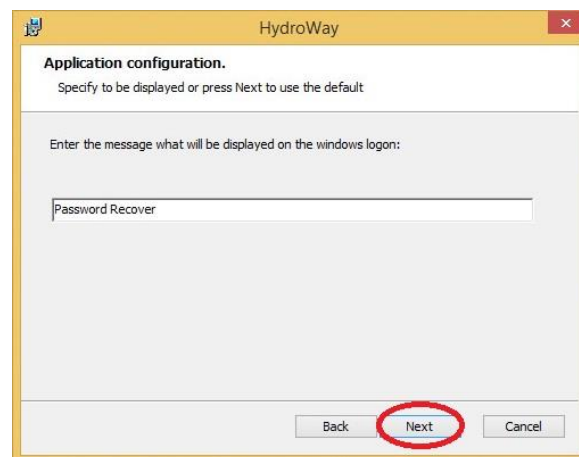 HydroWay
Application configuration.
Specify to be displayed or press Next to use the default
Enter the message what will be displayed on the windows logon:
Password Recover
Back Next Cancel